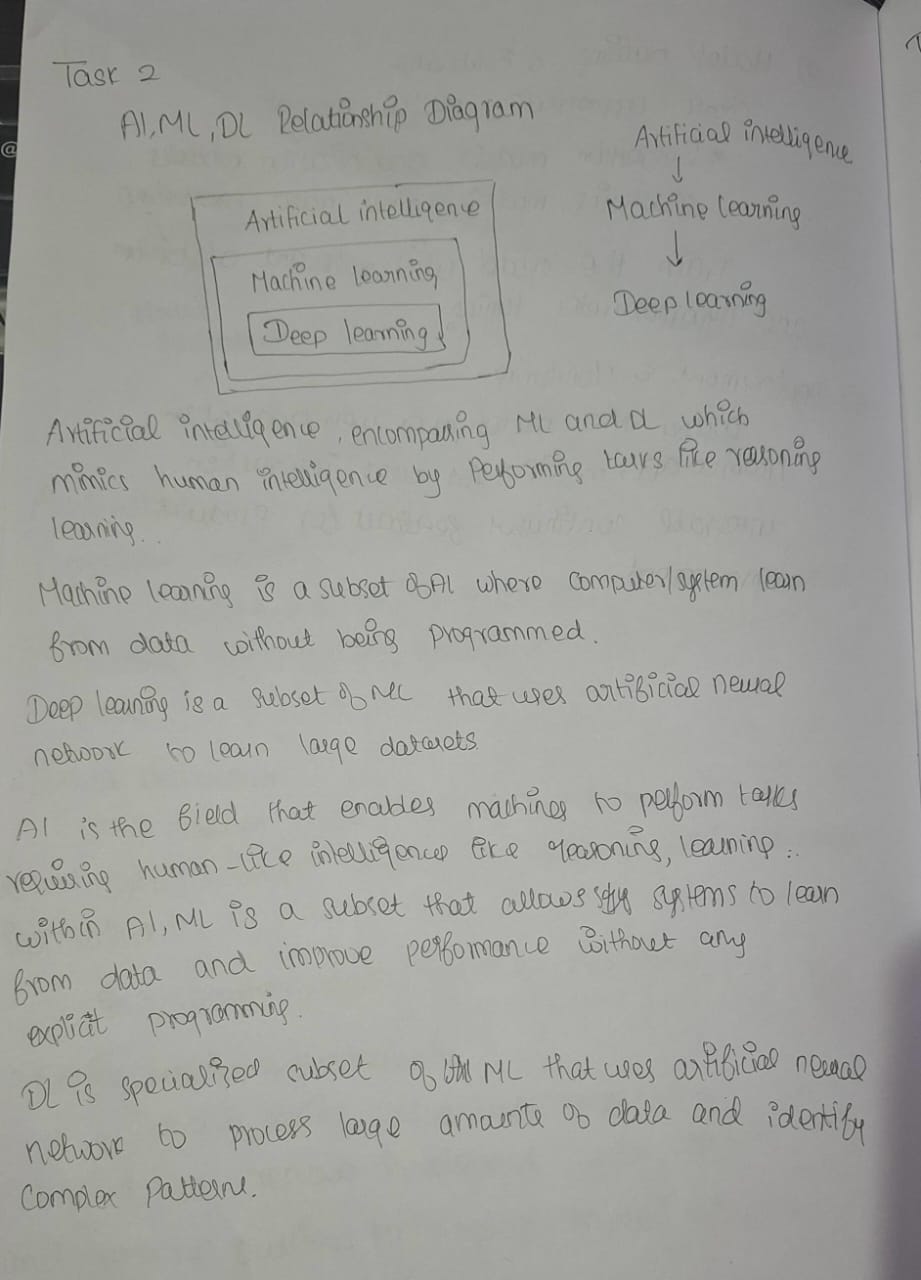 Task 2
AI, ML, DL Relationship Diagram
Artificial intelligence
Machine learning
Deep learning
Artificial intelligence
↓
Machine learning
↓
Deep learning
Artificial intelligence, encompassing ML and DL which
mimics human intelligence by Performing tasks like reasoning
learning..
Machine learning is a subset of AI where computer/system learn
from data without being programmed.
Deep learning is a subset of ML that uses artificial neural
network to learn large datasets.
AI is the field that enables machines to perform tasks
requiring human-like intelligence like reasoning, learning..
within AI, ML is a subset that allows systems to learn
from data and improve performance without any
explicit programming.
DL is specialized subset of ML that uses artificial neural
network to process large amounts of data and identify
complex Patterns.